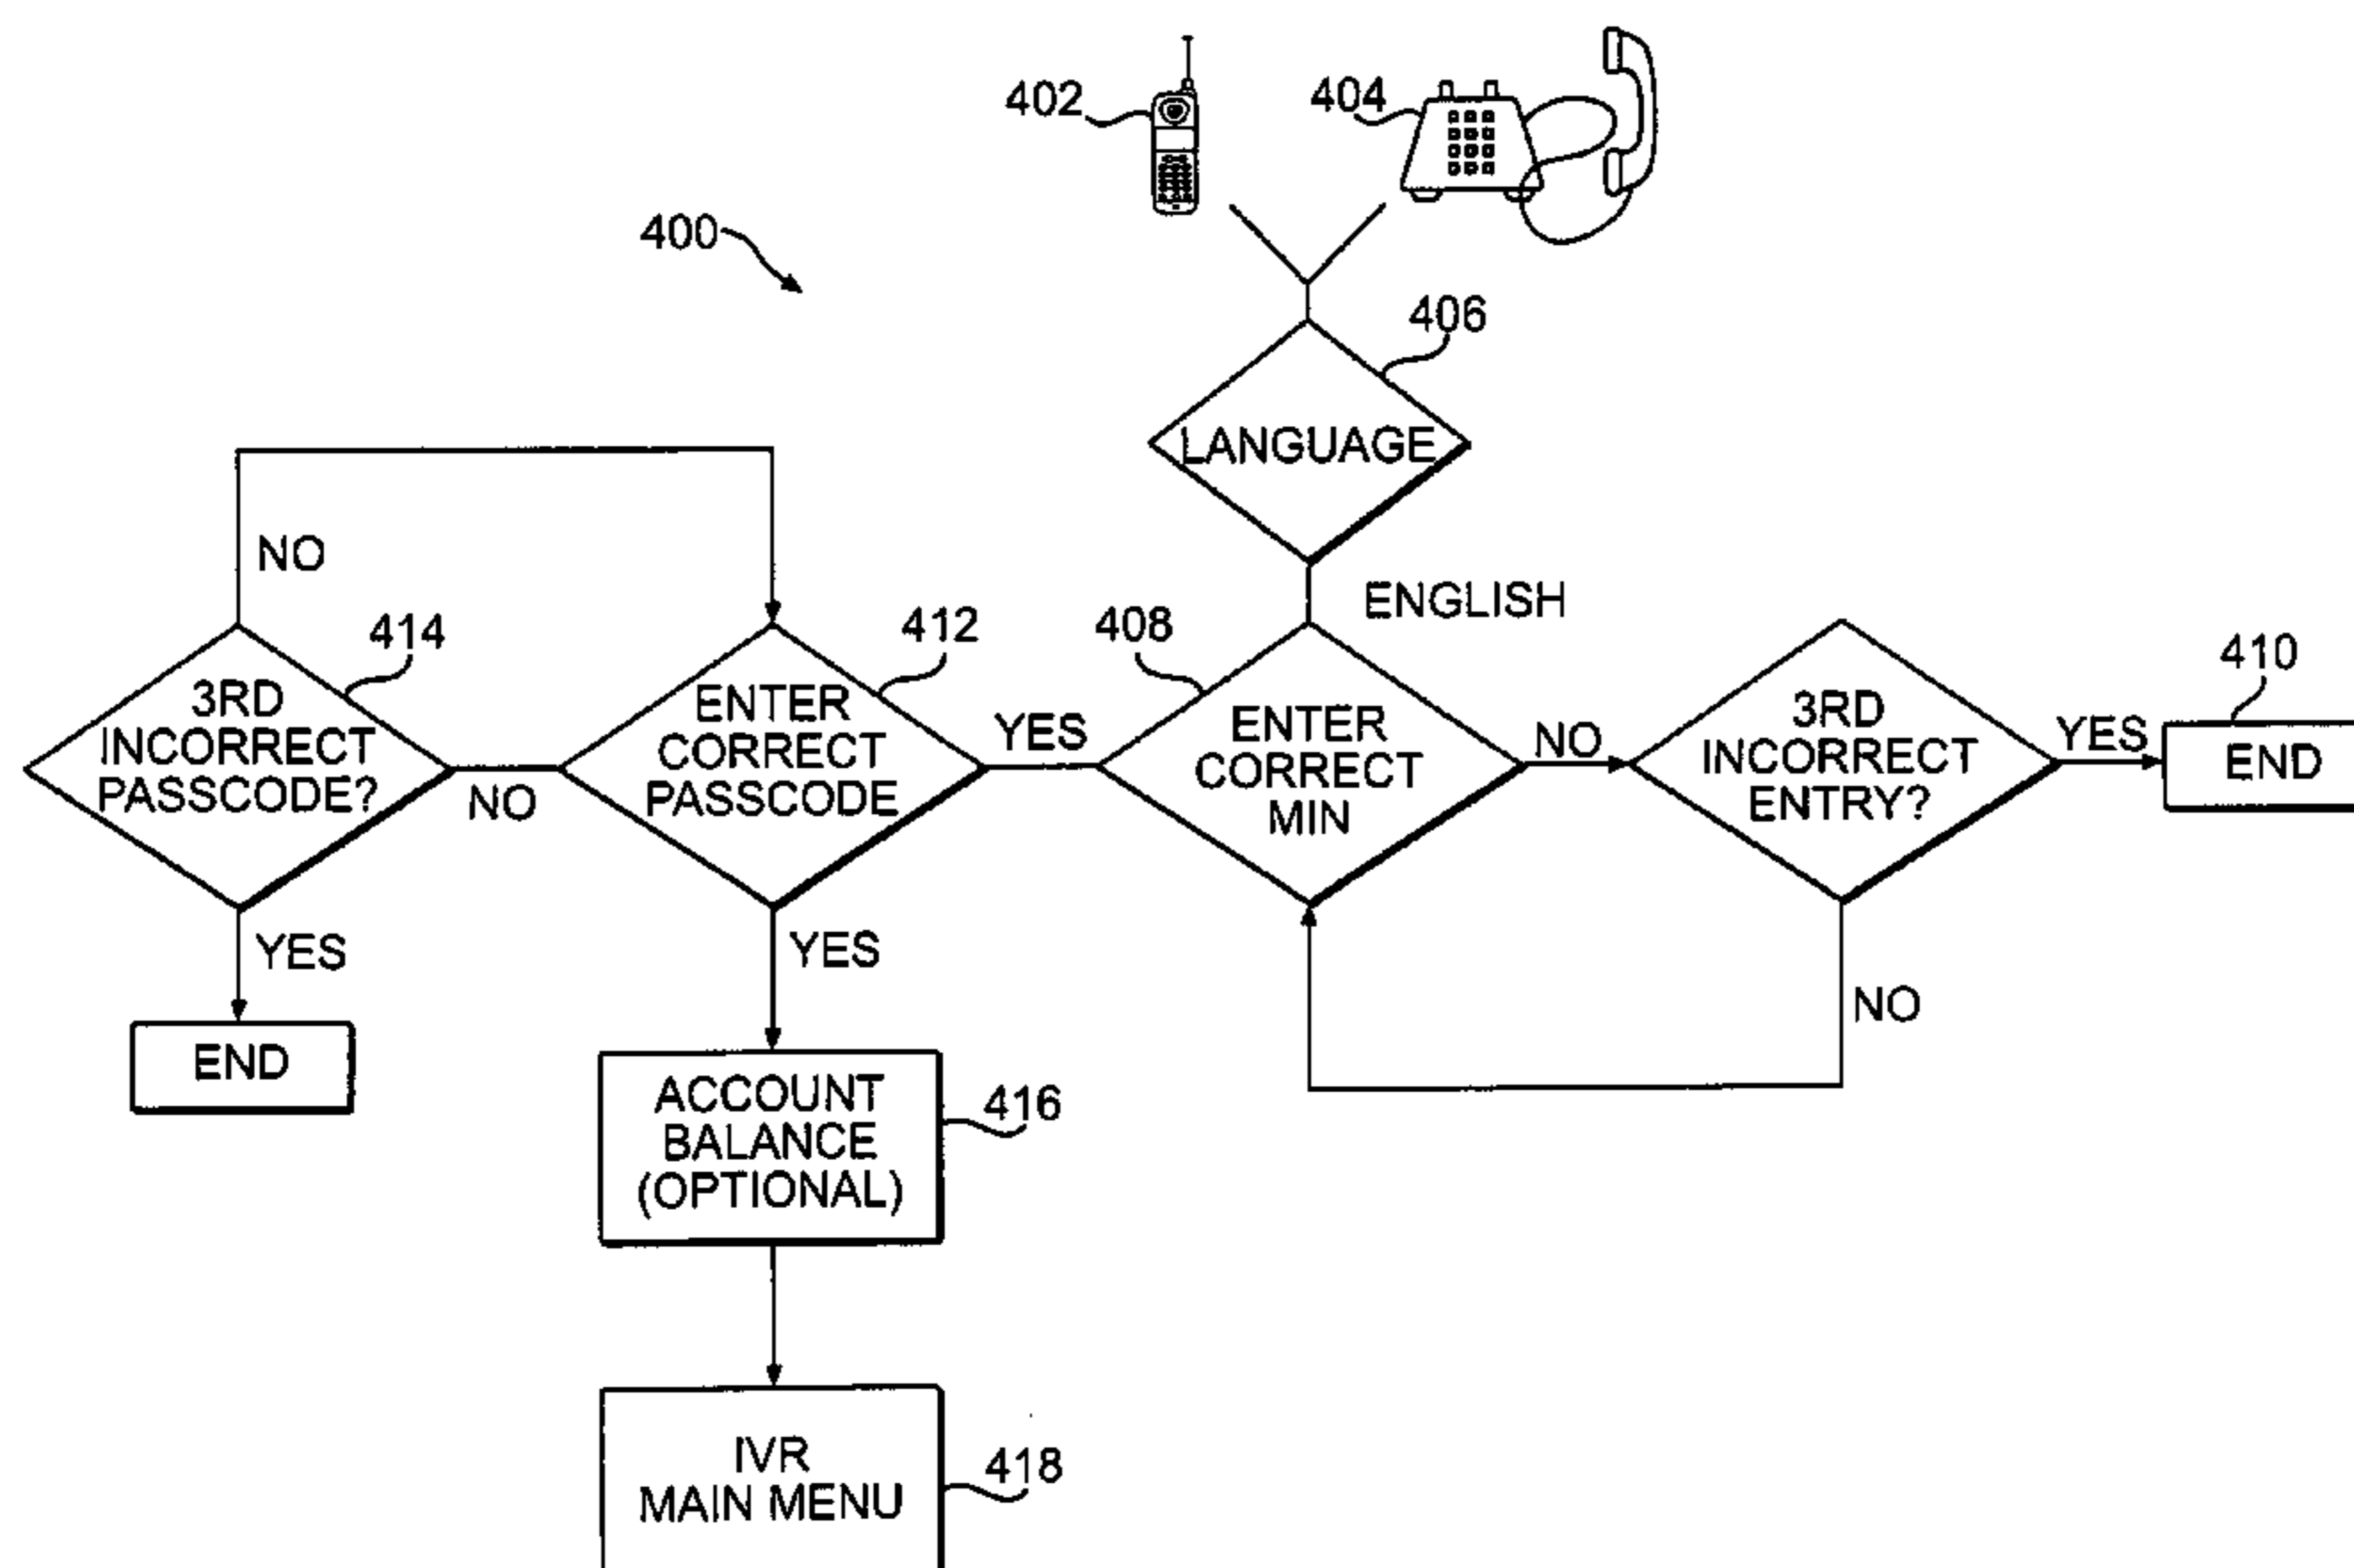 402
404
400
406
LANGUAGE
ENGLISH
NO
414
412
408
410
3RD
INCORRECT
PASSCODE?
NO
ENTER
CORRECT
PASSCODE
YES
ENTER
CORRECT
MIN
NO
3RD
INCORRECT
ENTRY?
YES
END
YES
YES
NO
END
ACCOUNT
BALANCE
(OPTIONAL)
416
IVR
MAIN MENU
418